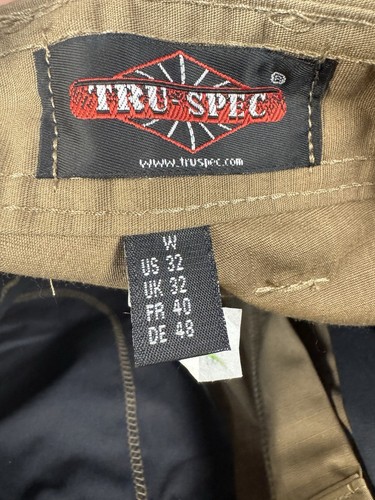 TRU-SPEC®
www.truspec.com
W
US 32
UK 32
FR 40
DE 48